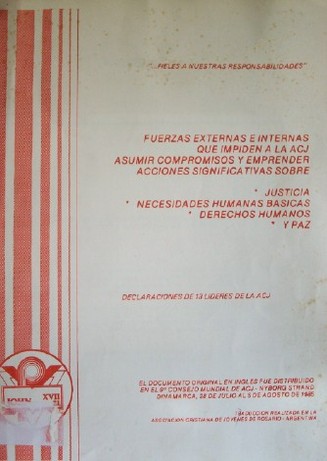 "...FIELES A NUESTRAS RESPONSABILIDADES"
FUERZAS EXTERNAS E INTERNAS
QUE IMPIDEN A LA ACJ
ASUMIR COMPROMISOS Y EMPRENDER
ACCIONES SIGNIFICATIVAS SOBRE
* JUSTICIA
* NECESIDADES HUMANAS BASICAS
* DERECHOS HUMANOS
* Y PAZ
DECLARACIONES DE 13 LIDERES DE LA ACJ
XVII
EL DOCUMENTO ORIGINAL EN INGLES FUE DISTRIBUIDO
EN EL 9º CONSEJO MUNDIAL DE ACJ - NYBORG STRAND
DINAMARCA, 28 DE JULIO AL 5 DE AGOSTO DE 1985
TRADUCCION REALIZADA EN LA
ASOCIACION CRISTIANA DE JOVENES DE ROSARIO / ARGENTINA